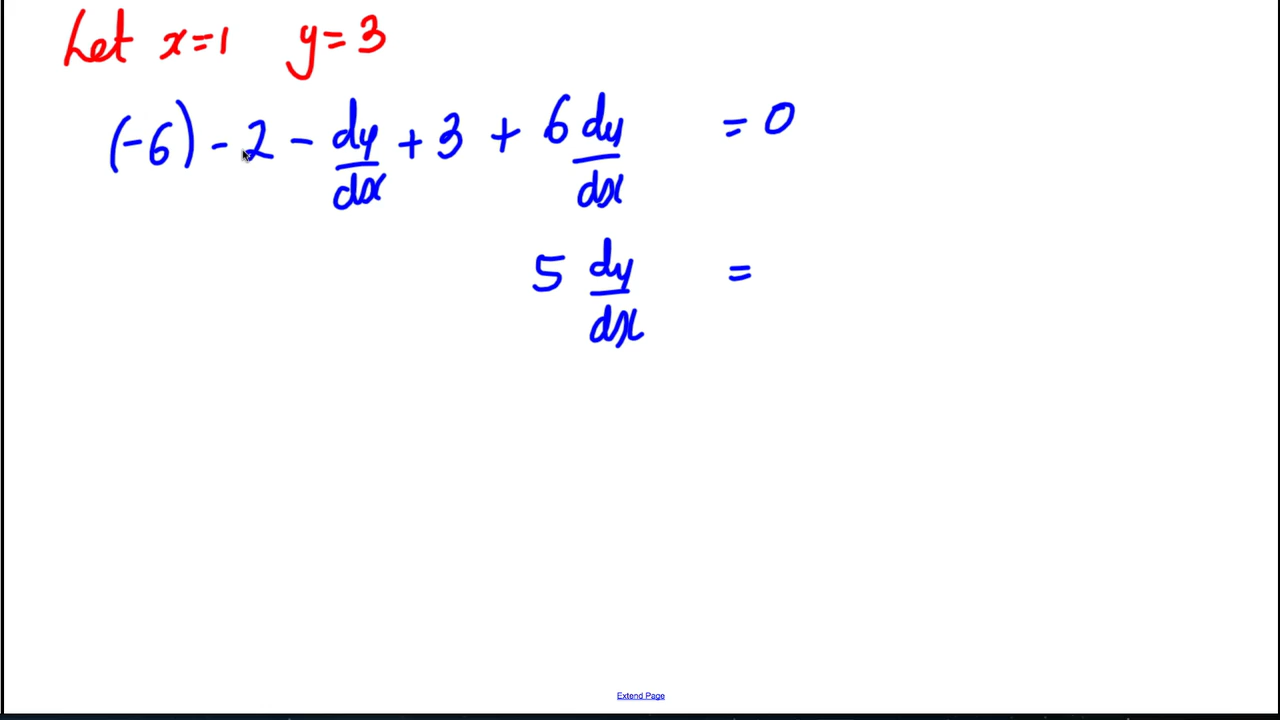 Let x=1 y=3
(-6) - 2 - dy/dx + 3 + 6 dy/dx = 0
5 dy/dx =
Extend Page